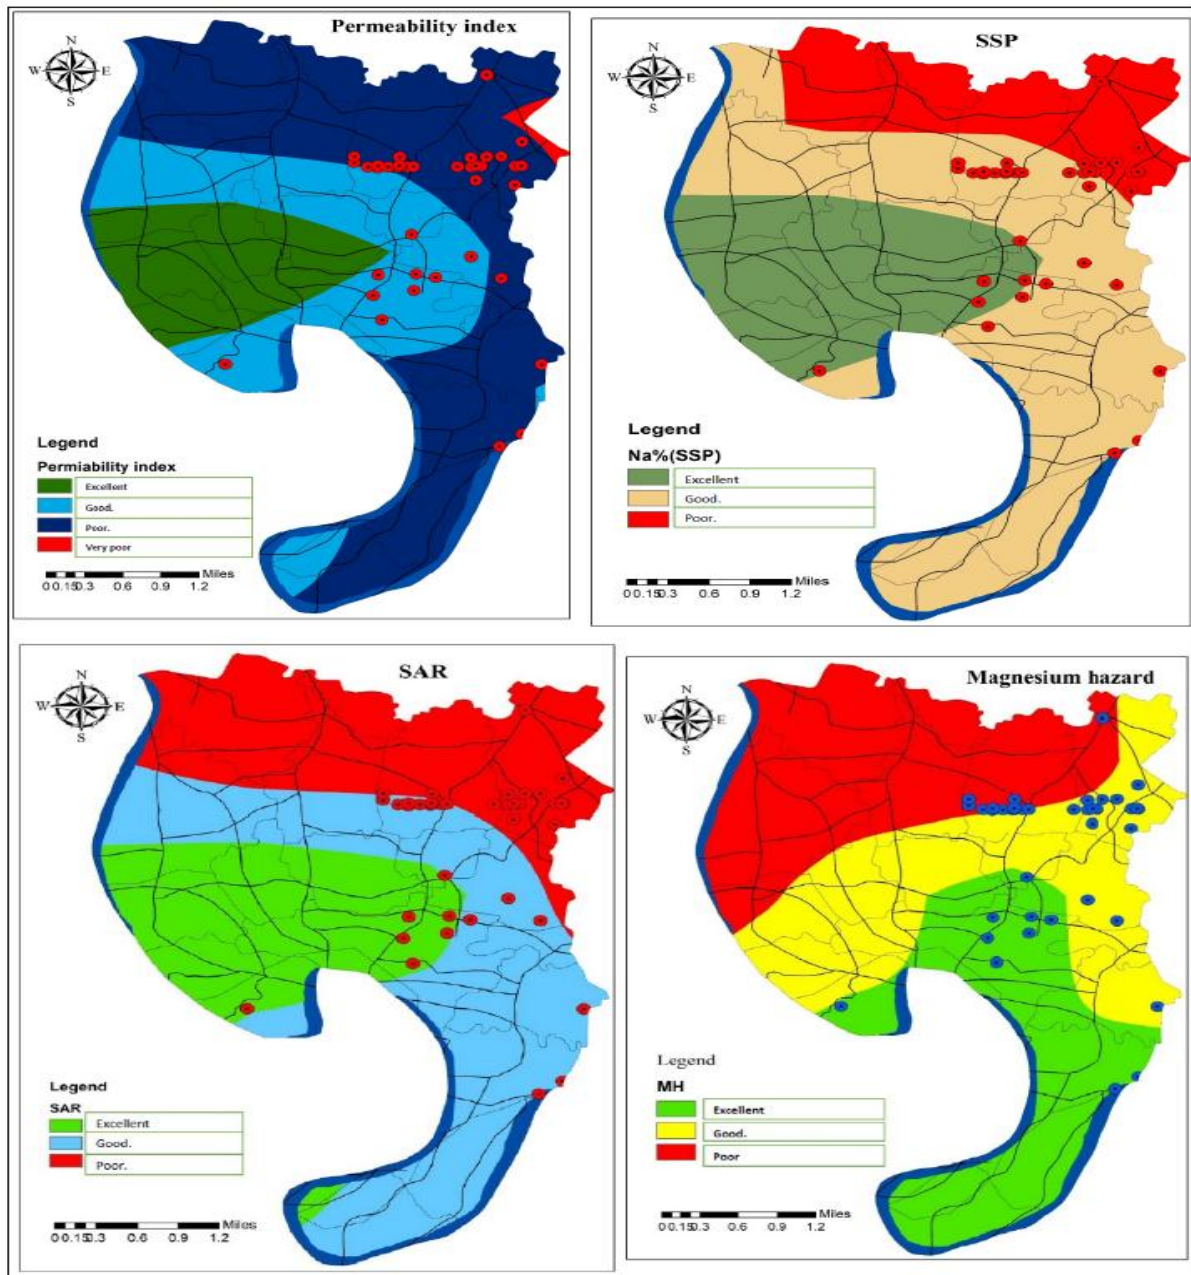 Permeability index
N
W E
S
Legend
Permiability index
Excellent
Good.
Poor.
Very poor
Miles
0 0.15 0.3 0.6 0.9 1.2
SSP
N
W E
S
Legend
Na%(SSP)
Excellent
Good.
Poor.
Miles
0 0.15 0.3 0.6 0.9 1.2
SAR
N
W E
S
Legend
SAR
Excellent
Good.
Poor.
Miles
0 0.15 0.3 0.6 0.9 1.2
Magnesium hazard
N
W E
S
Legend
MH
Excellent
Good.
Poor
Miles
0 0.15 0.3 0.6 0.9 1.2